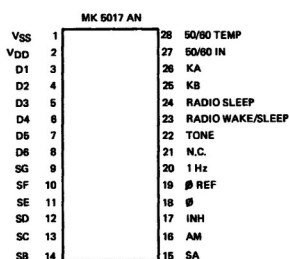 MK 5017 AN
VSS 1 28 50/60 TEMP
VDD 2 27 50/60 IN
D1 3 26 KA
D2 4 25 KB
D3 5 24 RADIO SLEEP
D4 6 23 RADIO WAKE/SLEEP
D5 7 22 TONE
D6 8 21 N.C.
SG 9 20 1 Hz
SF 10 19 Ø REF
SE 11 18 Ø
SD 12 17 INH
SC 13 16 AM
SB 14 15 SA